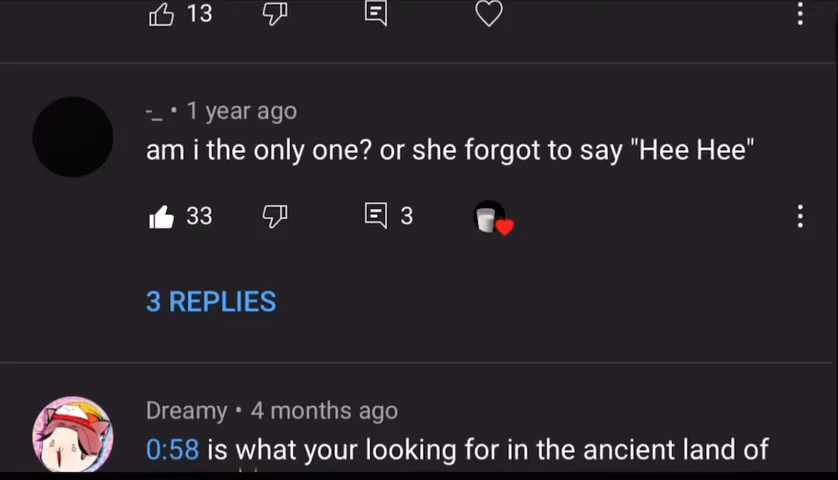 13
-_ • 1 year ago
am i the only one? or she forgot to say "Hee Hee"
33 3
3 REPLIES
Dreamy • 4 months ago
0:58 is what your looking for in the ancient land of